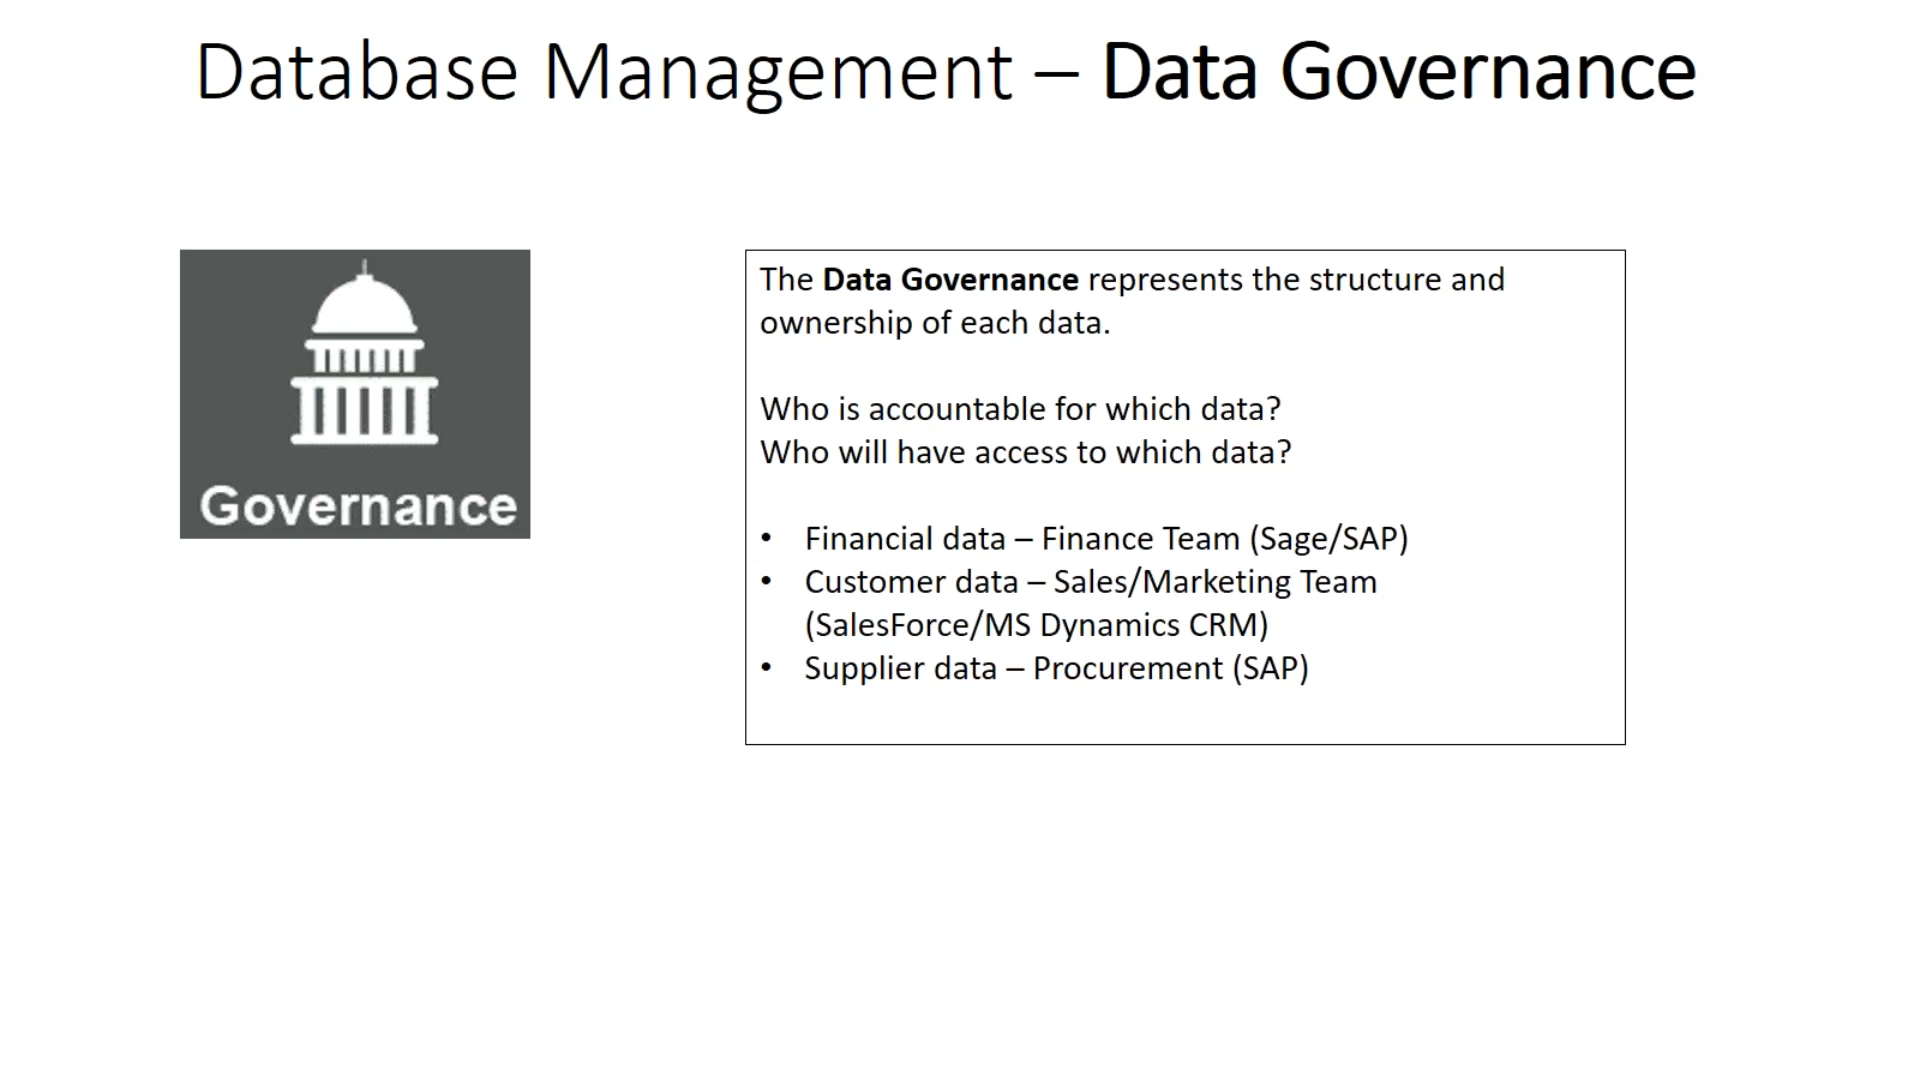 Database Management – Data Governance
Governance
The Data Governance represents the structure and
ownership of each data.
Who is accountable for which data?
Who will have access to which data?
• Financial data – Finance Team (Sage/SAP)
• Customer data – Sales/Marketing Team
(SalesForce/MS Dynamics CRM)
• Supplier data – Procurement (SAP)